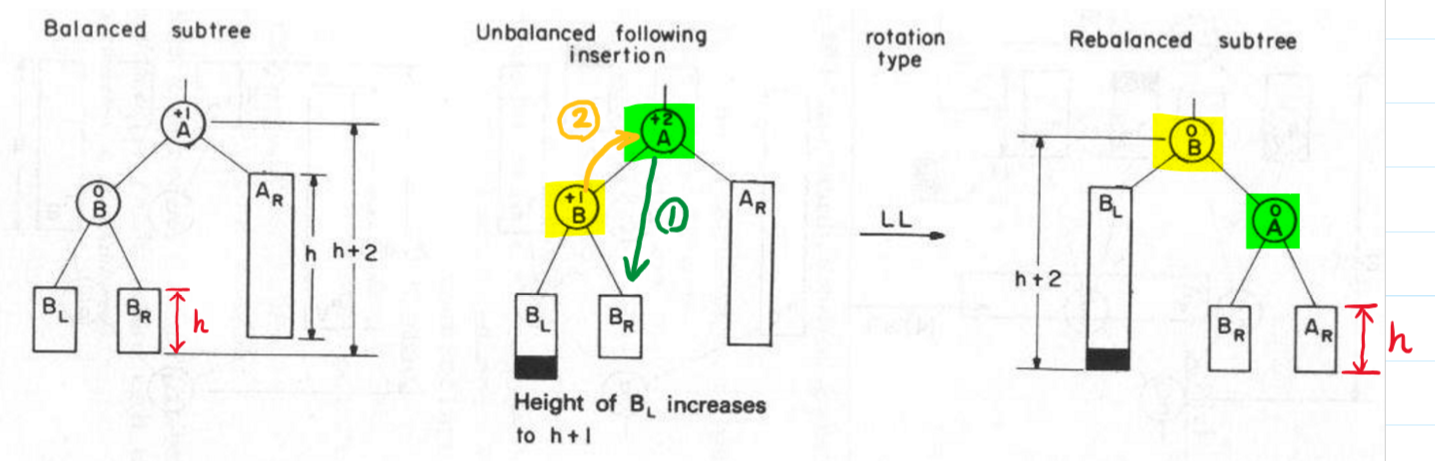 Balanced subtree
+1
A
0
B
A_R
h
h+2
B_L
B_R
h
Unbalanced following
insertion
②
+2
A
+1
B
①
A_R
B_L
B_R
Height of B_L increases
to h+1
rotation
type
LL
Rebalanced subtree
0
B
B_L
0
A
h+2
B_R
A_R
h